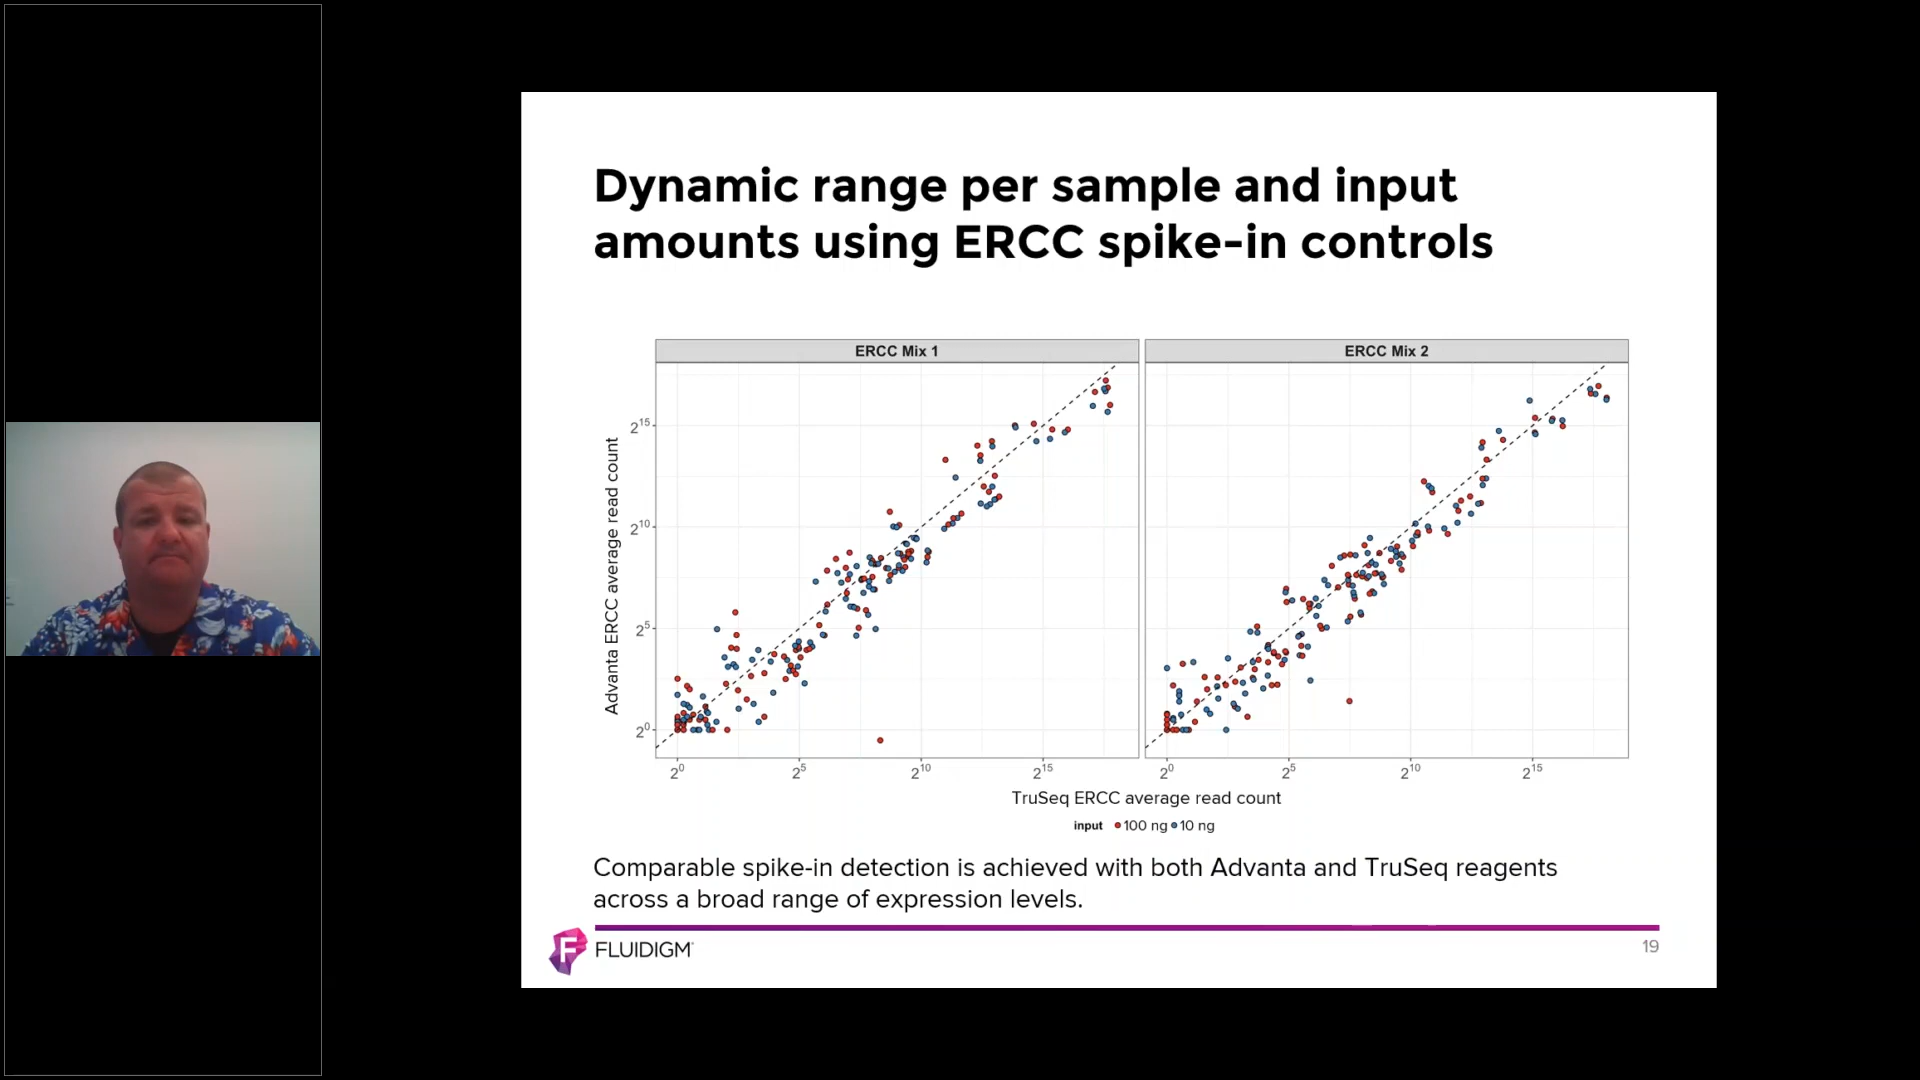 Dynamic range per sample and input
amounts using ERCC spike-in controls
ERCC Mix 1
ERCC Mix 2
Advanta ERCC average read count
2^15
2^10
2^5
2^0
2^0 2^5 2^10 2^15
2^0 2^5 2^10 2^15
TruSeq ERCC average read count
input 100 ng 10 ng
Comparable spike-in detection is achieved with both Advanta and TruSeq reagents
across a broad range of expression levels.
F FLUIDIGM
19